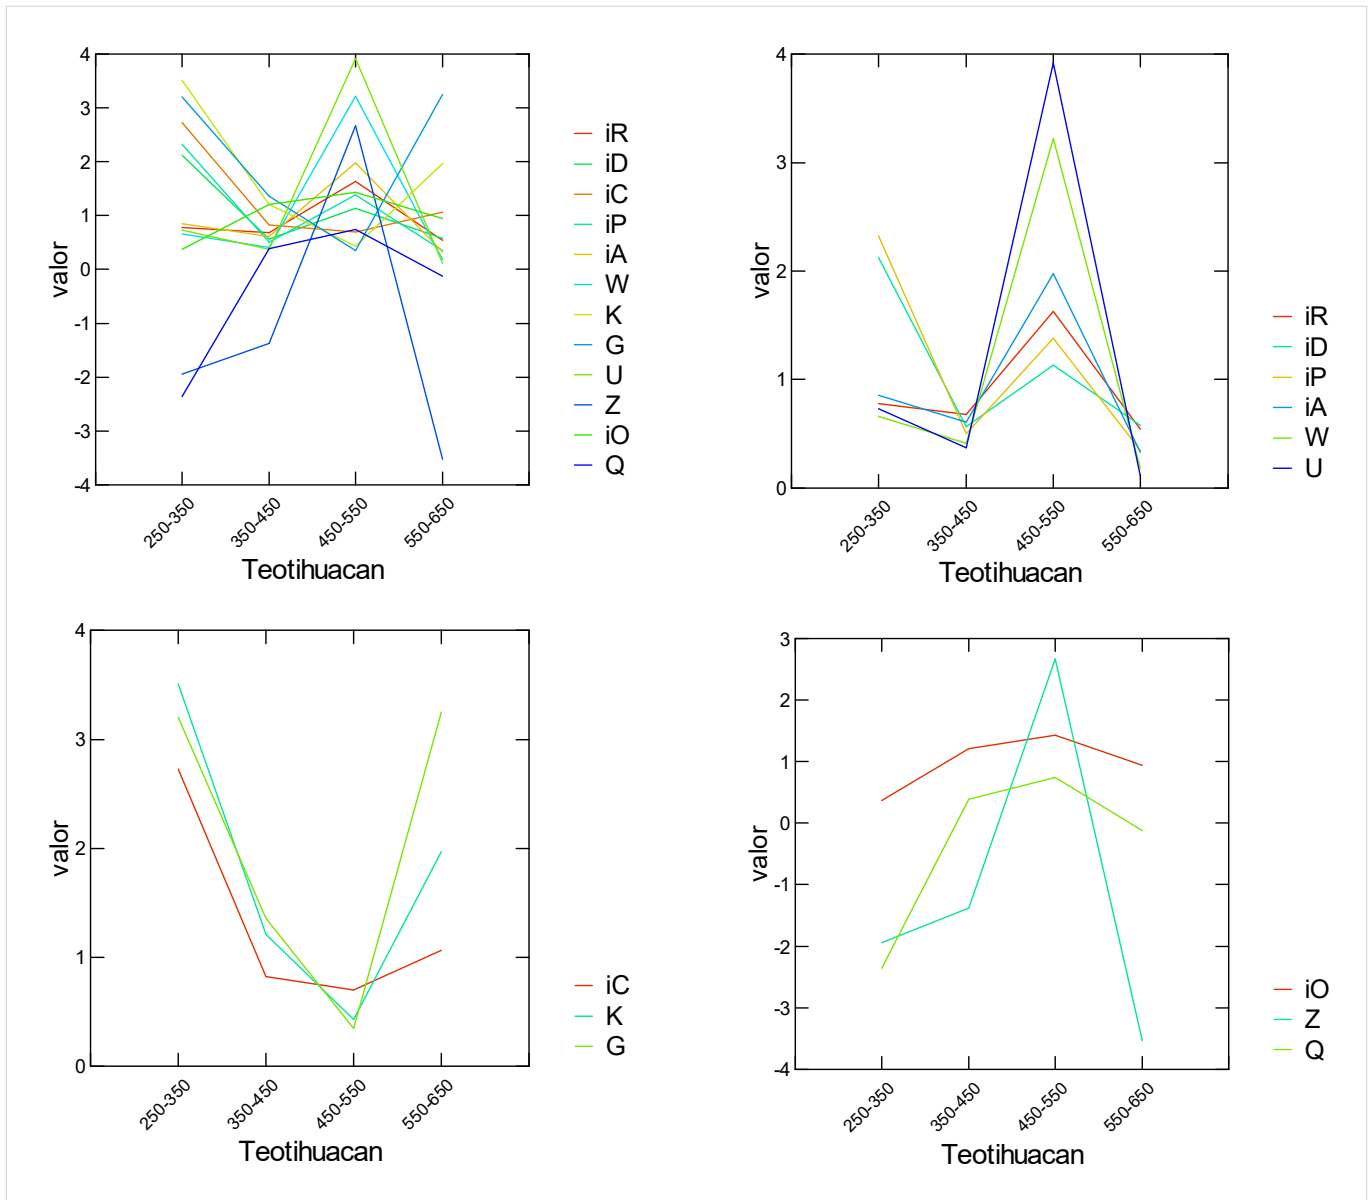 4
3
2
1
0
-1
-2
-3
-4
valor
250-350
350-450
450-550
550-650
Teotihuacan
iR
iD
iC
iP
iA
W
K
G
U
Z
iO
Q
4
3
2
1
0
valor
250-350
350-450
450-550
550-650
Teotihuacan
iR
iD
iP
iA
W
U
4
3
2
1
0
valor
250-350
350-450
450-550
550-650
Teotihuacan
iC
K
G
3
2
1
0
-1
-2
-3
-4
valor
250-350
350-450
450-550
550-650
Teotihuacan
iO
Z
Q